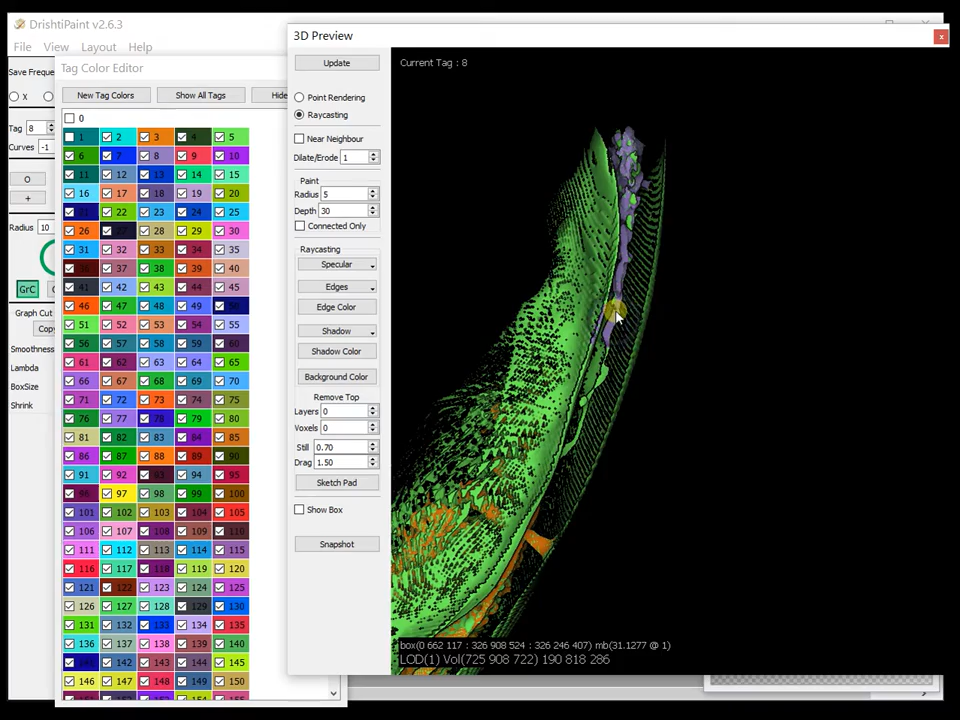 DrishtiPaint v2.6.3
File View Layout Help
Save Freque
X
Tag 8
Curves -1
O
+
Radius 10
GrC
Graph Cut
Copy
Smoothness
Lambda
BoxSize
Shrink
Tag Color Editor
New Tag Colors Show All Tags Hide
0
1 2 3 4 5
6 7 8 9 10
11 12 13 14 15
16 17 18 19 20
21 22 23 24 25
26 27 28 29 30
31 32 33 34 35
36 37 38 39 40
41 42 43 44 45
46 47 48 49 50
51 52 53 54 55
56 57 58 59 60
61 62 63 64 65
66 67 68 69 70
71 72 73 74 75
76 77 78 79 80
81 82 83 84 85
86 87 88 89 90
91 92 93 94 95
96 97 98 99 100
101 102 103 104 105
106 107 108 109 110
111 112 113 114 115
116 117 118 119 120
121 122 123 124 125
126 127 128 129 130
131 132 133 134 135
136 137 138 139 140
141 142 143 144 145
146 147 148 149 150
3D Preview
Update
Point Rendering
Raycasting
Near Neighbour
Dilate/Erode 1
Paint
Radius 5
Depth 30
Connected Only
Raycasting
Specular
Edges
Edge Color
Shadow
Shadow Color
Background Color
Remove Top
Layers 0
Voxels 0
Still 0.70
Drag 1.50
Sketch Pad
Show Box
Snapshot
Current Tag : 8
box(0 662 117 : 326 908 524 : 326 246 407) mb(31.1277 @ 1)
LOD(1) Vol(725 908 722) 190 818 286